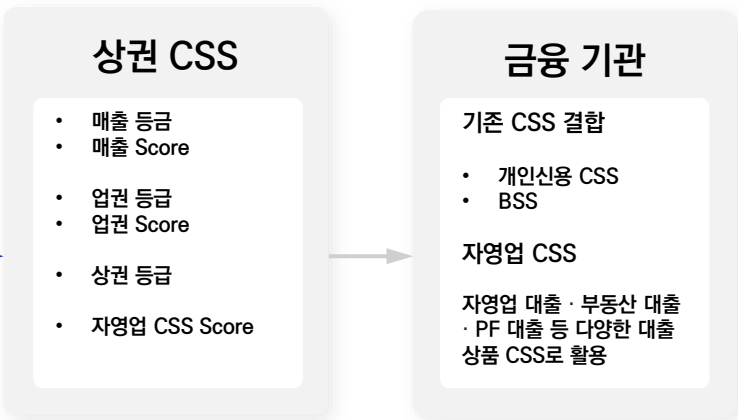 상권 CSS
• 매출 등급
• 매출 Score
• 업권 등급
• 업권 Score
• 상권 등급
• 자영업 CSS Score
금융 기관
기존 CSS 결합
• 개인신용 CSS
• BSS
자영업 CSS
자영업 대출 · 부동산 대출
· PF 대출 등 다양한 대출
상품 CSS로 활용